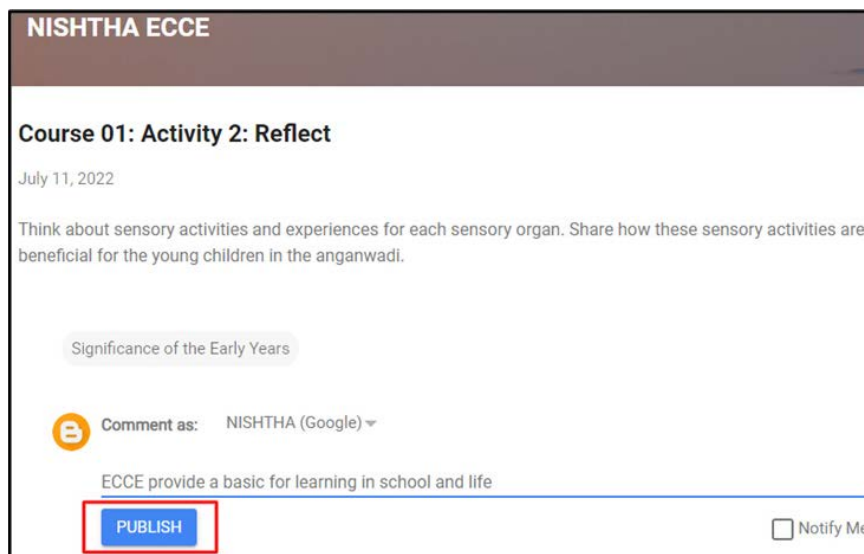 NISHTHA ECCE
Course 01: Activity 2: Reflect
July 11, 2022
Think about sensory activities and experiences for each sensory organ. Share how these sensory activities are
beneficial for the young children in the anganwadi.
Significance of the Early Years
Comment as: NISHTHA (Google)
ECCE provide a basic for learning in school and life
PUBLISH
Notify Me